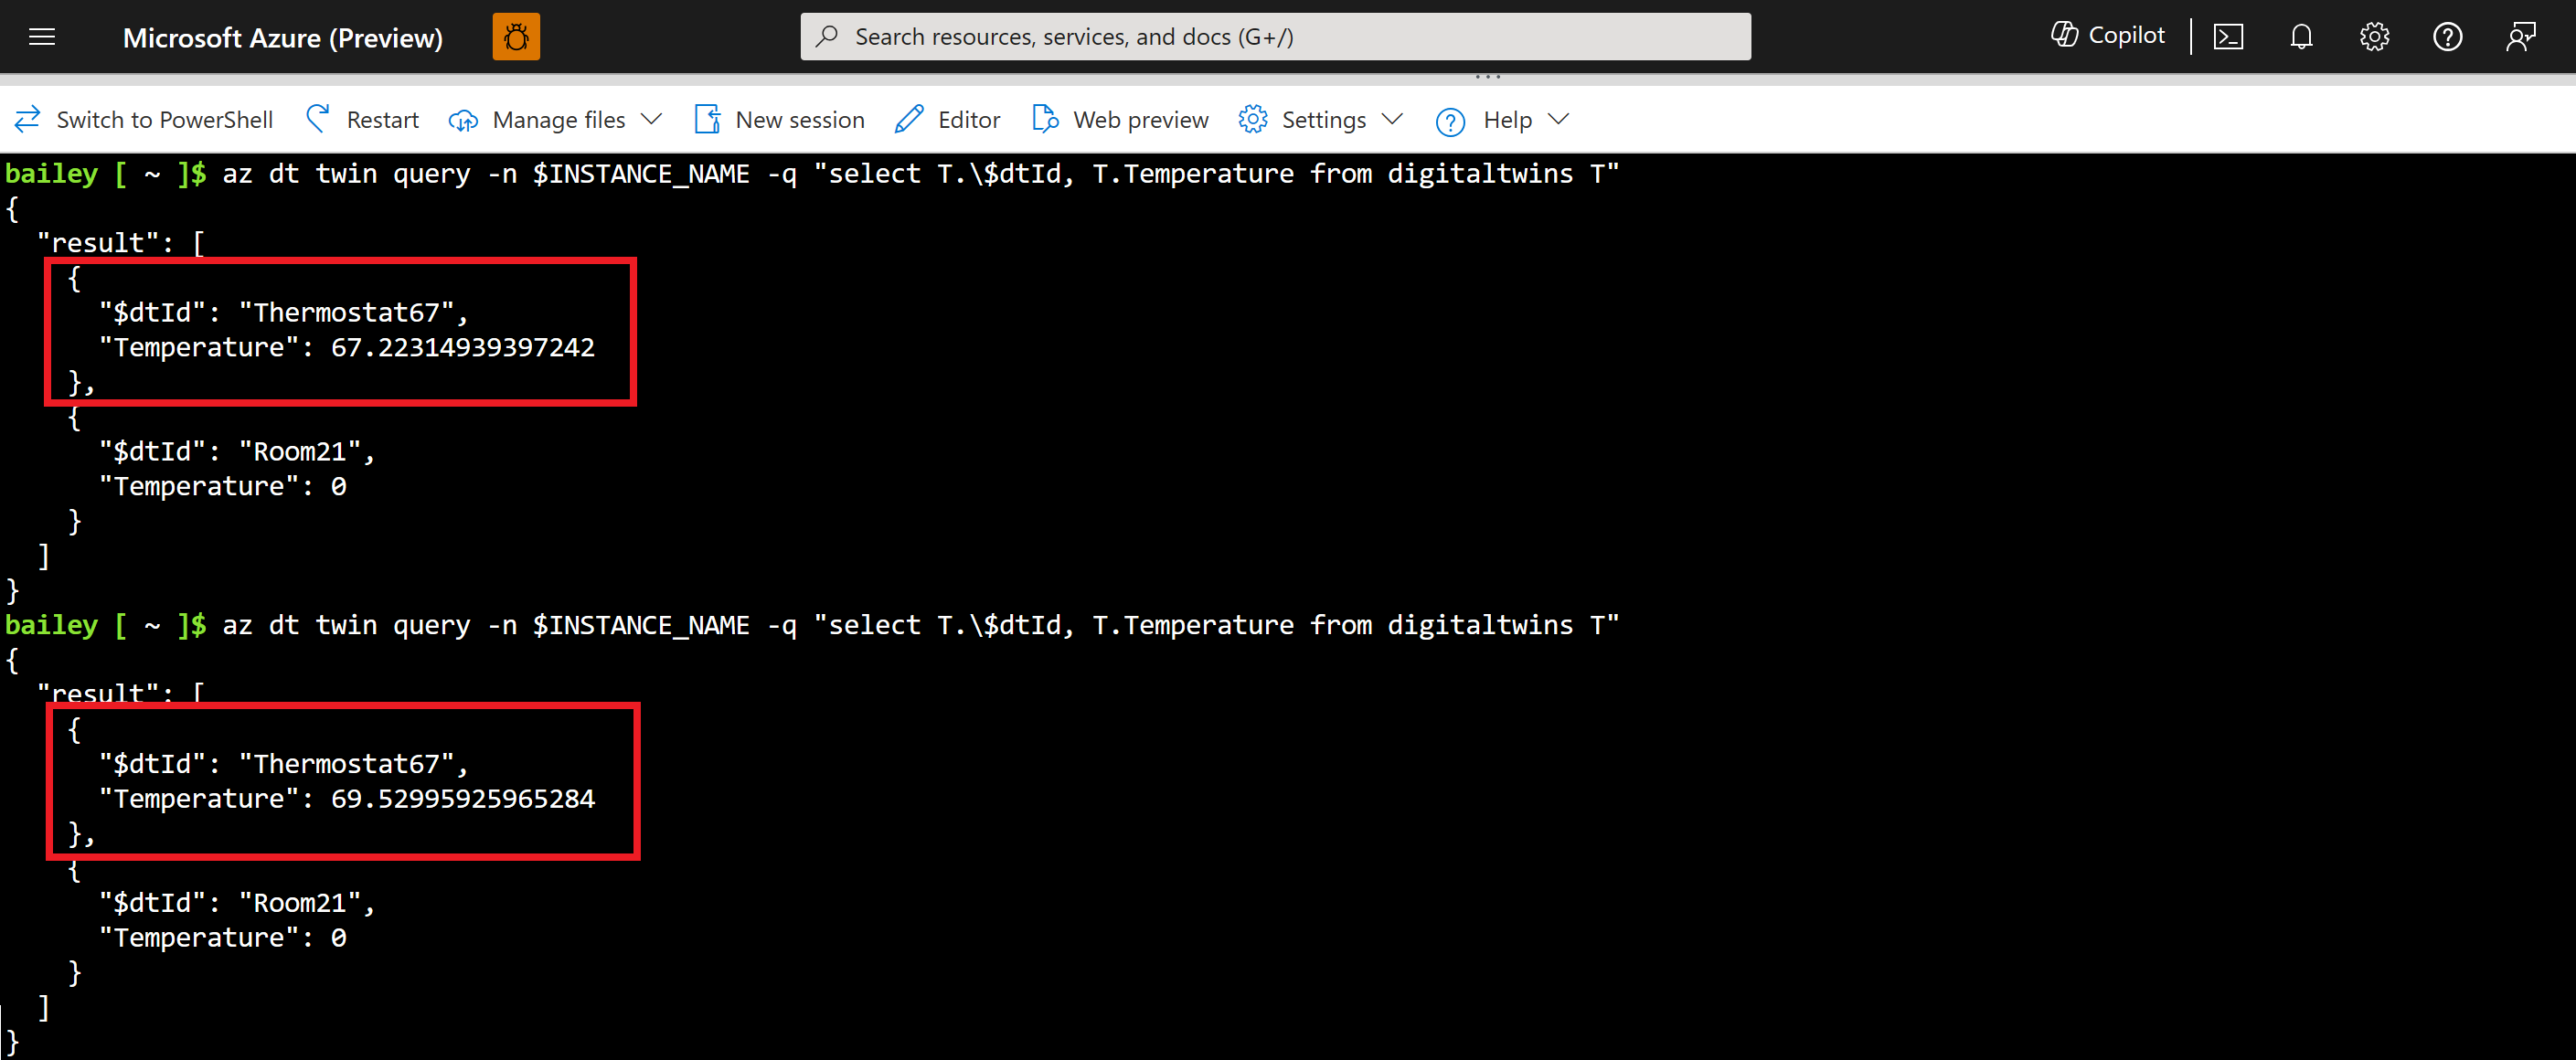 Microsoft Azure (Preview)
Search resources, services, and docs (G+/)
Copilot
Switch to PowerShell
Restart
Manage files
New session
Editor
Web preview
Settings
Help
bailey [ ~ ]$ az dt twin query -n $INSTANCE_NAME -q "select T.\$dtId, T.Temperature from digitaltwins T"
{
  "result": [
    {
      "$dtId": "Thermostat67",
      "Temperature": 67.22314939397242
    },
    {
      "$dtId": "Room21",
      "Temperature": 0
    }
  ]
}
bailey [ ~ ]$ az dt twin query -n $INSTANCE_NAME -q "select T.\$dtId, T.Temperature from digitaltwins T"
{
  "result": [
    {
      "$dtId": "Thermostat67",
      "Temperature": 69.52995925965284
    },
    {
      "$dtId": "Room21",
      "Temperature": 0
    }
  ]
}